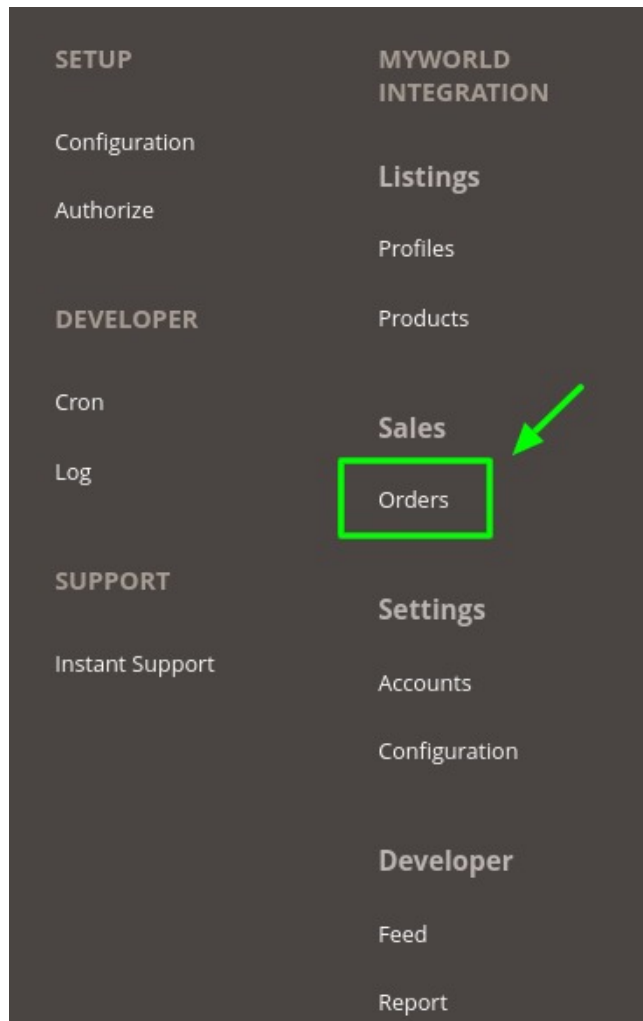 SETUP
Configuration
Authorize
DEVELOPER
Cron
Log
SUPPORT
Instant Support
MYWORLD
INTEGRATION
Listings
Profiles
Products
Sales
Orders
Settings
Accounts
Configuration
Developer
Feed
Report